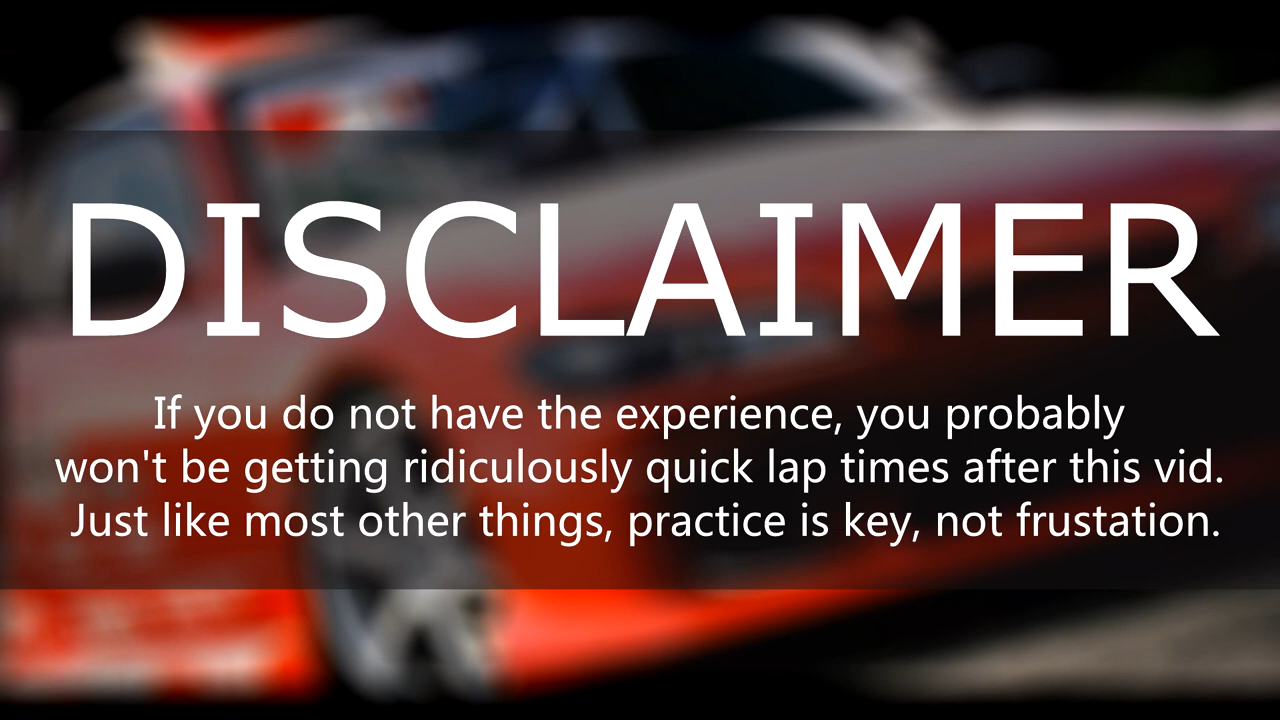 DISCLAIMER
If you do not have the experience, you probably
won't be getting ridiculously quick lap times after this vid.
Just like most other things, practice is key, not frustation.